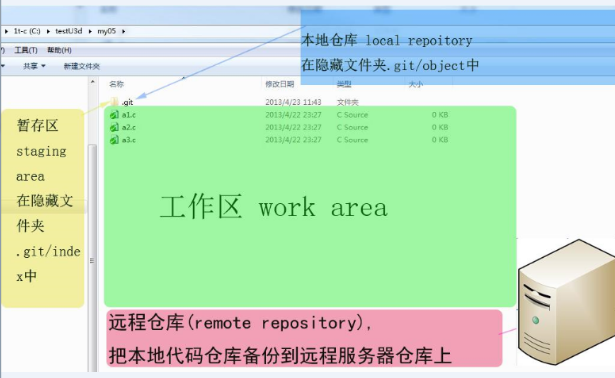 1t-c (C:) ▸ testU3d ▸ my05 ▸
本地仓库 local repoitory
工具(T) 帮助(H)
在隐藏文件夹.git/object中
共享 新建文件夹
名称 修改日期 类型 大小
.git 2013/4/23 11:43 文件夹
a1.c 2013/4/22 23:27 C Source 0 KB
a2.c 2013/4/22 23:27 C Source 0 KB
a3.c 2013/4/22 23:27 C Source 0 KB
暂存区
staging
area
在隐藏文
件夹
.git/inde
x中
工作区 work area
远程仓库(remote repository),
把本地代码仓库备份到远程服务器仓库上